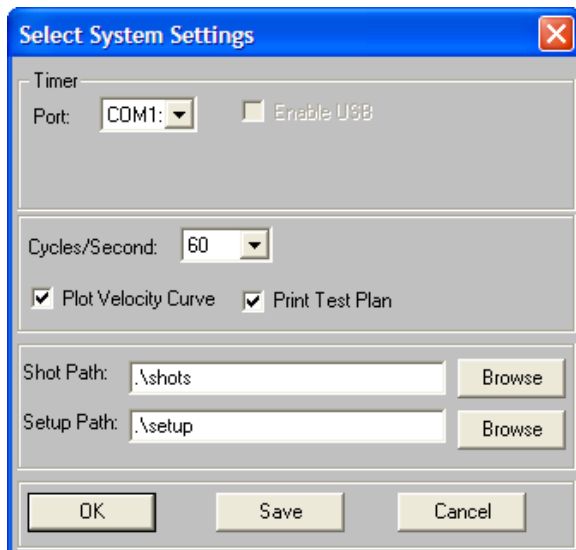 Select System Settings
Timer
Port: COM1: Enable USB
Cycles/Second: 60
Plot Velocity Curve Print Test Plan
Shot Path: .\shots Browse
Setup Path: .\setup Browse
OK Save Cancel